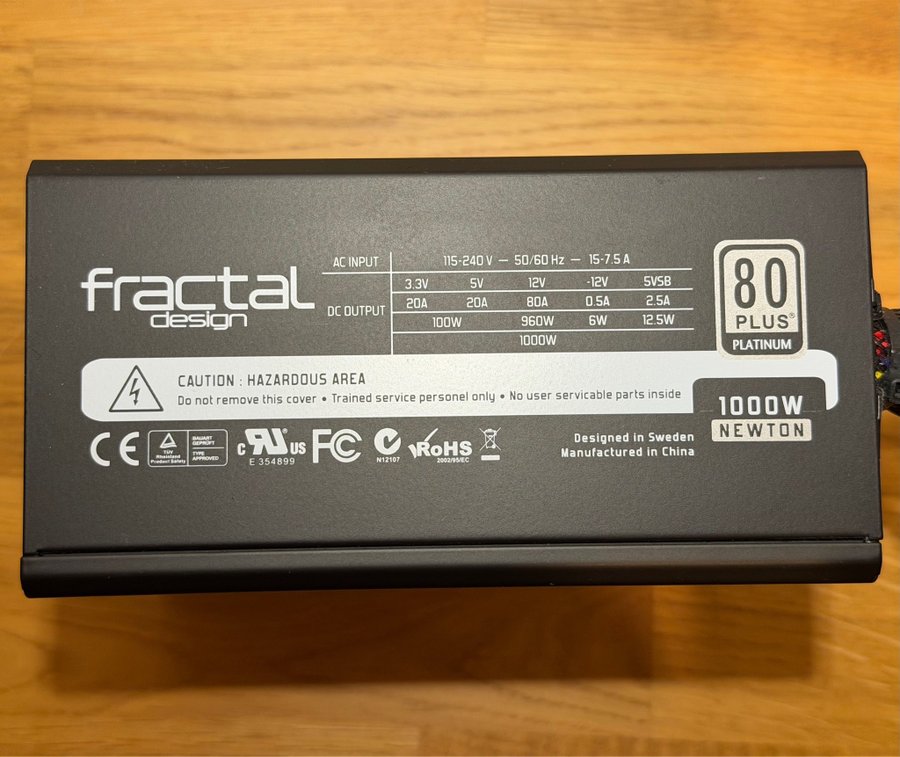 fractal
design
AC INPUT 115-240 V — 50/60 Hz — 15-7.5 A
DC OUTPUT
3.3V 5V 12V -12V 5VSB
20A 20A 80A 0.5A 2.5A
100W 960W 6W 12.5W
1000W
80
PLUS®
PLATINUM
CAUTION : HAZARDOUS AREA
Do not remove this cover • Trained service personel only • No user servicable parts inside
1000W
NEWTON
CE
TÜV
Rheinland
Product Safety
BAUART
GEPRÜFT
TYPE
APPROVED
c RU US
E 354899
FC
N12107
RoHS
2002/95/EC
Designed in Sweden
Manufactured in China